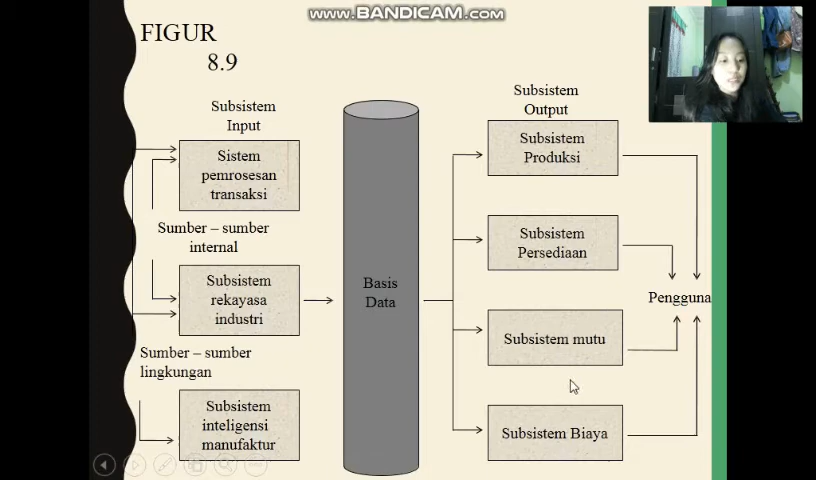 www.BANDICAM.com
FIGUR
8.9
Subsistem
Input
Sistem
pemrosesan
transaksi
Sumber – sumber
internal
Subsistem
rekayasa
industri
Sumber – sumber
lingkungan
Subsistem
inteligensi
manufaktur
Basis
Data
Subsistem
Output
Subsistem
Produksi
Subsistem
Persediaan
Subsistem mutu
Subsistem Biaya
Pengguna